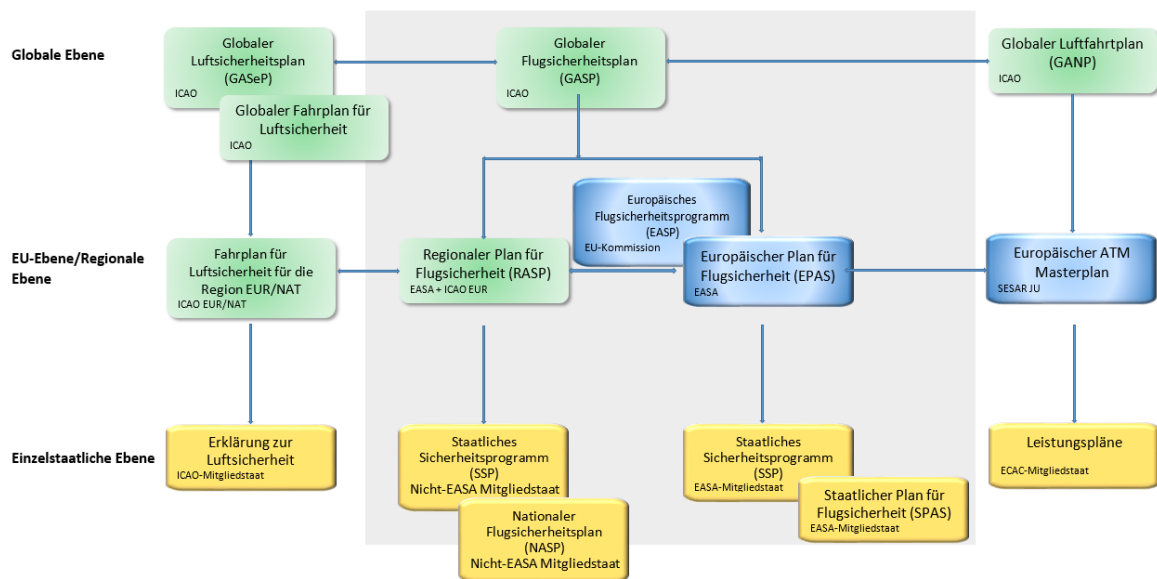 Globale Ebene
Globaler
Luftsicherheitsplan
(GASeP)
ICAO
Globaler Fahrplan für
Luftsicherheit
ICAO
Globaler
Flugsicherheitsplan
(GASP)
ICAO
Globaler Luftfahrtplan
(GANP)
ICAO
EU-Ebene/Regionale
Ebene
Fahrplan für
Luftsicherheit für die
Region EUR/NAT
ICAO EUR/NAT
Regionaler Plan für
Flugsicherheit (RASP)
EASA + ICAO EUR
Europäisches
Flugsicherheitsprogramm
(EASP)
EU-Kommission
Europäischer Plan für
Flugsicherheit (EPAS)
EASA
Europäischer ATM
Masterplan
SESAR JU
Einzelstaatliche Ebene
Erklärung zur
Luftsicherheit
ICAO-Mitgliedstaat
Staatliches
Sicherheitsprogramm
(SSP)
Nicht-EASA Mitgliedstaat
Nationaler
Flugsicherheitsplan
(NASP)
Nicht-EASA Mitgliedstaat
Staatliches
Sicherheitsprogramm
(SSP)
EASA-Mitgliedstaat
Staatlicher Plan für
Flugsicherheit (SPAS)
EASA-Mitgliedstaat
Leistungspläne
ECAC-Mitgliedstaat